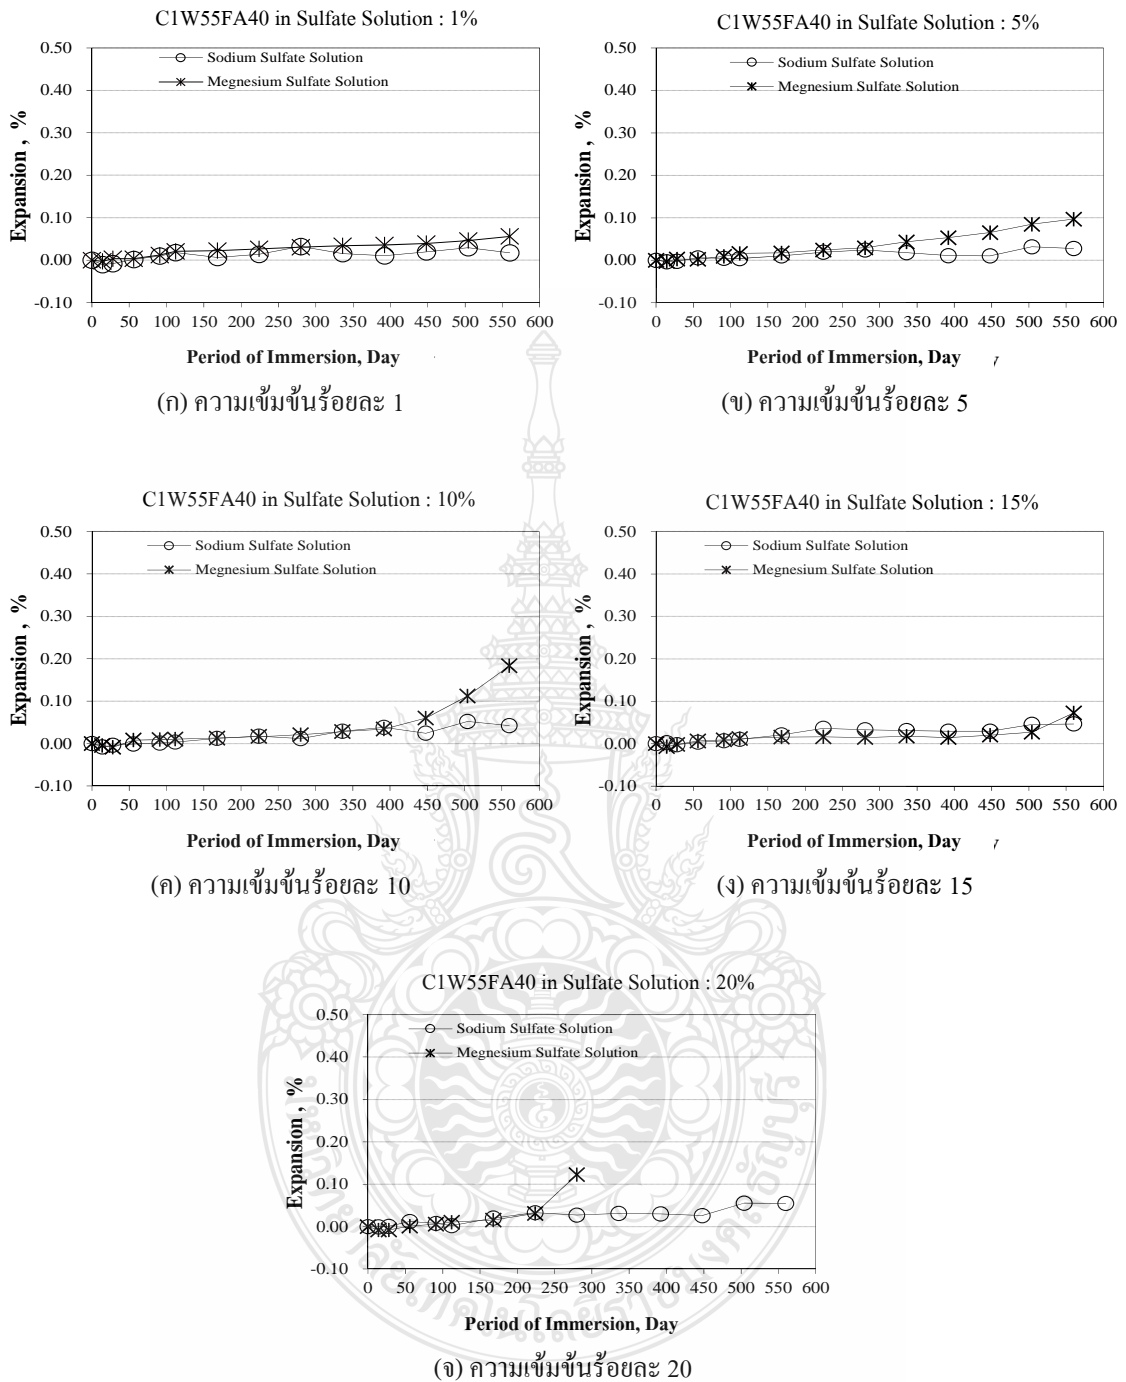 C1W55FA40 in Sulfate Solution : 1%
0.50
0.40
0.30
0.20
0.10
0.00
-0.10
Expansion , %
Sodium Sulfate Solution
Megnesium Sulfate Solution
0 50 100 150 200 250 300 350 400 450 500 550 600
Period of Immersion, Day
(ก) ความเข้มข้นร้อยละ 1
C1W55FA40 in Sulfate Solution : 5%
0.50
0.40
0.30
0.20
0.10
0.00
-0.10
Expansion , %
Sodium Sulfate Solution
Megnesium Sulfate Solution
0 50 100 150 200 250 300 350 400 450 500 550 600
Period of Immersion, Day
(ข) ความเข้มข้นร้อยละ 5
C1W55FA40 in Sulfate Solution : 10%
0.50
0.40
0.30
0.20
0.10
0.00
-0.10
Expansion , %
Sodium Sulfate Solution
Megnesium Sulfate Solution
0 50 100 150 200 250 300 350 400 450 500 550 600
Period of Immersion, Day
(ค) ความเข้มข้นร้อยละ 10
C1W55FA40 in Sulfate Solution : 15%
0.50
0.40
0.30
0.20
0.10
0.00
-0.10
Expansion , %
Sodium Sulfate Solution
Megnesium Sulfate Solution
0 50 100 150 200 250 300 350 400 450 500 550 600
Period of Immersion, Day
(ง) ความเข้มข้นร้อยละ 15
C1W55FA40 in Sulfate Solution : 20%
0.50
0.40
0.30
0.20
0.10
0.00
-0.10
Expansion , %
Sodium Sulfate Solution
Megnesium Sulfate Solution
0 50 100 150 200 250 300 350 400 450 500 550 600
Period of Immersion, Day
(จ) ความเข้มข้นร้อยละ 20